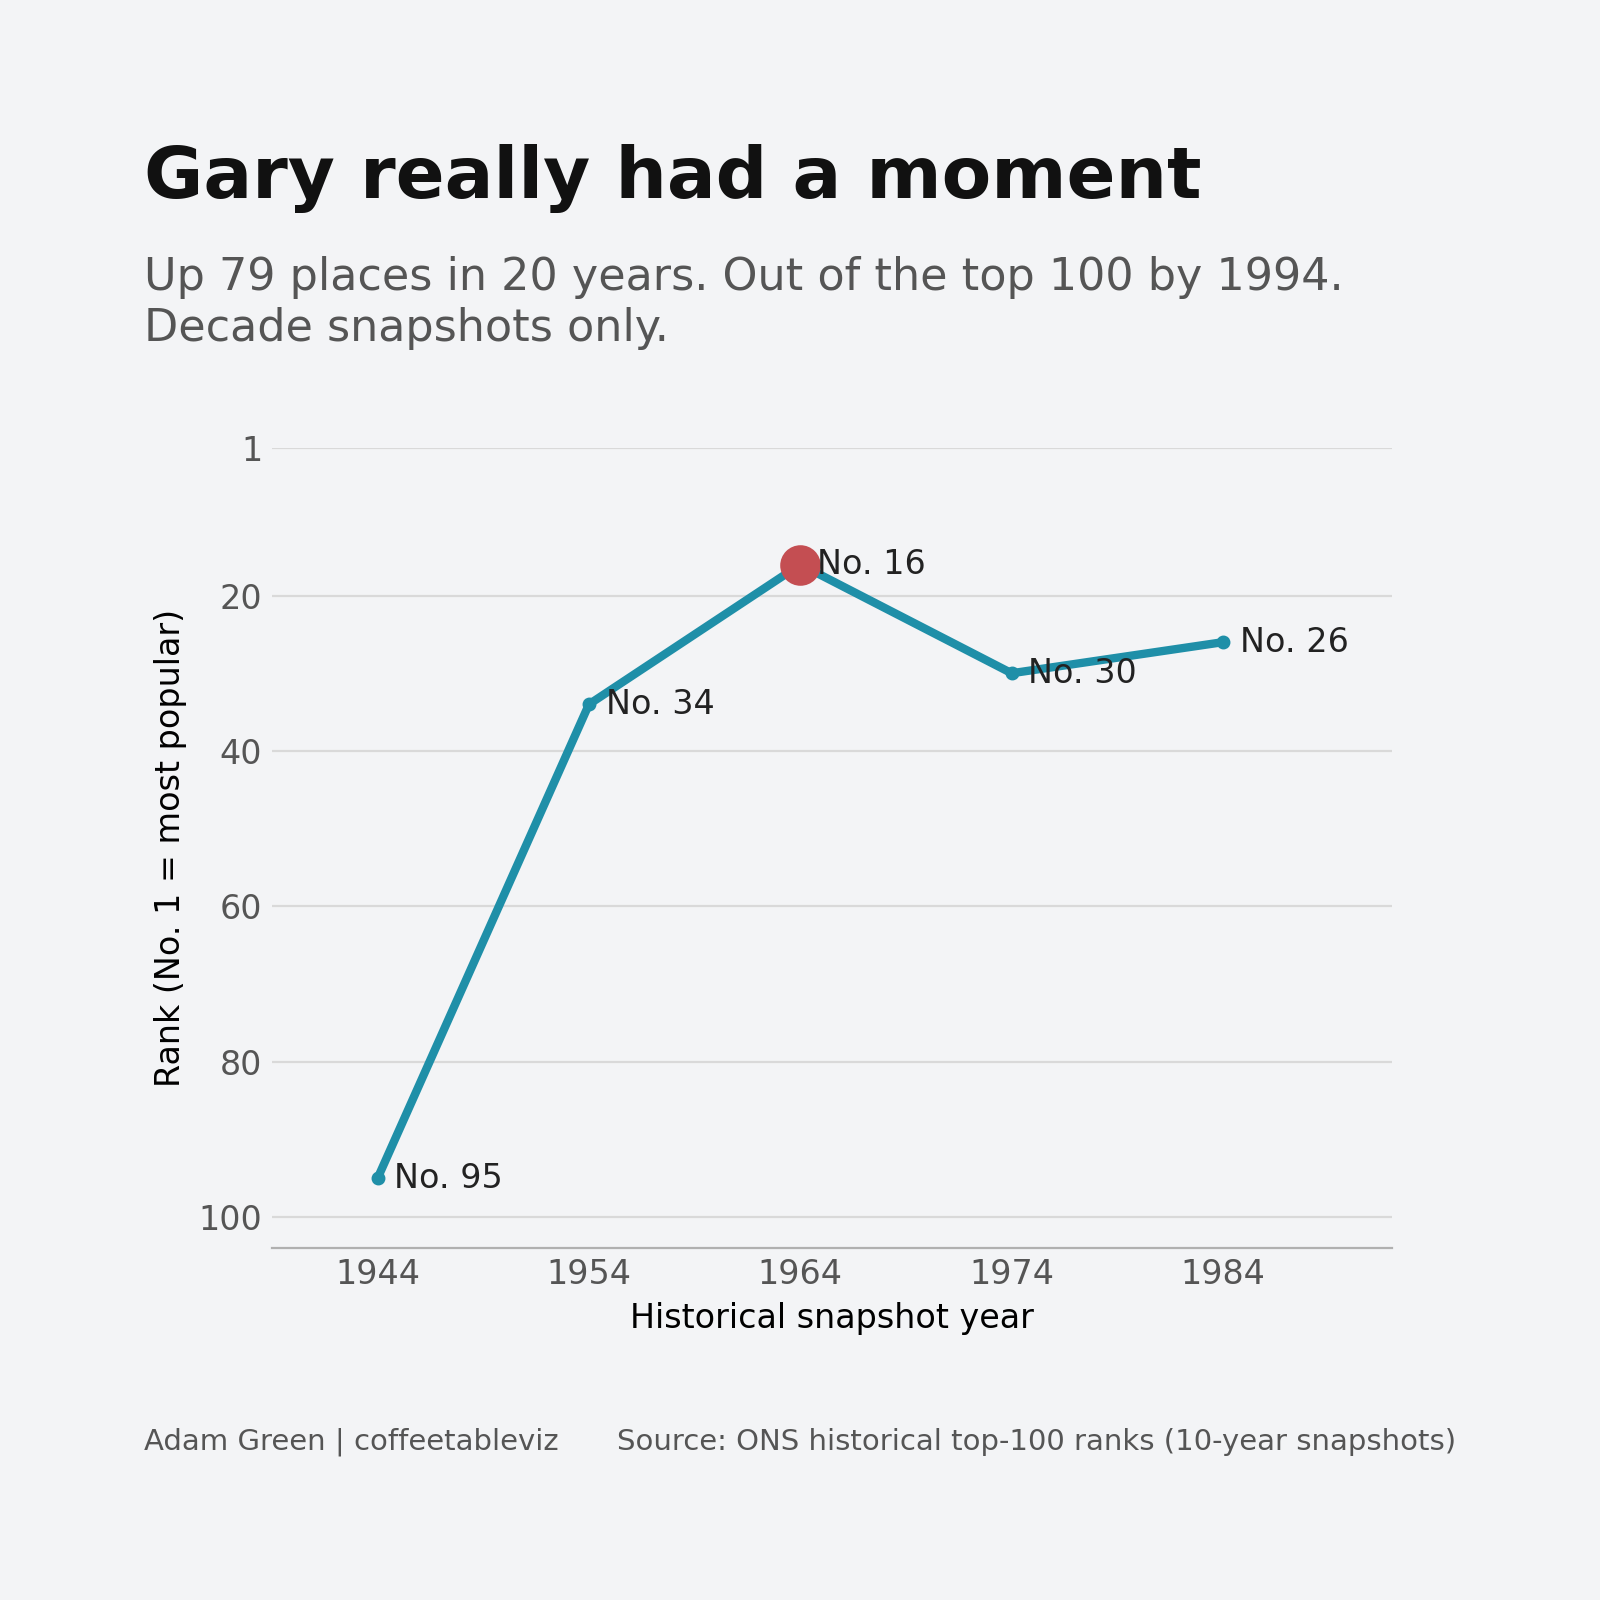 Gary really had a moment
Up 79 places in 20 years. Out of the top 100 by 1994.
Decade snapshots only.
1
20
40
60
80
100
Rank (No. 1 = most popular)
No. 95
No. 34
No. 16
No. 30
No. 26
1944
1954
1964
1974
1984
Historical snapshot year
Adam Green | coffeetableviz
Source: ONS historical top-100 ranks (10-year snapshots)